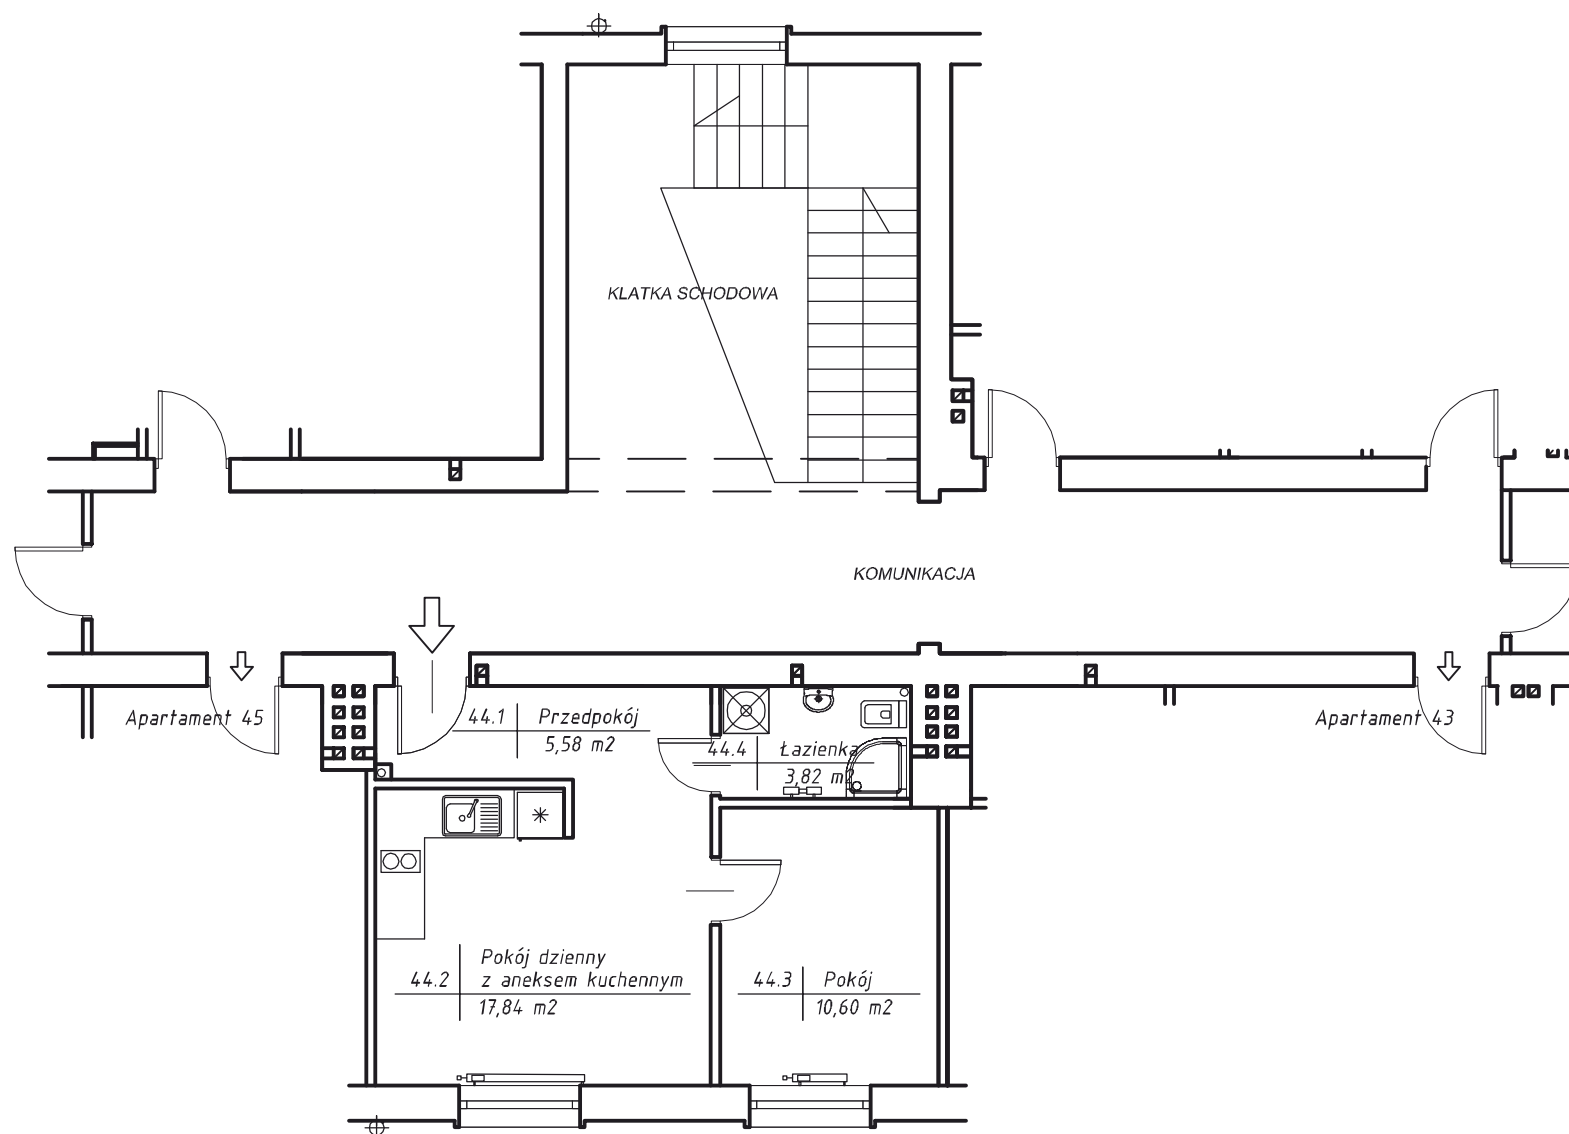 KLATKA SCHODOWA
KOMUNIKACJA
Apartament 45
44.1 Przedpokój
5,58 m2
44.4 Łazienka
3,82 m2
Apartament 43
44.2 Pokój dzienny
z aneksem kuchennym
17,84 m2
44.3 Pokój
10,60 m2